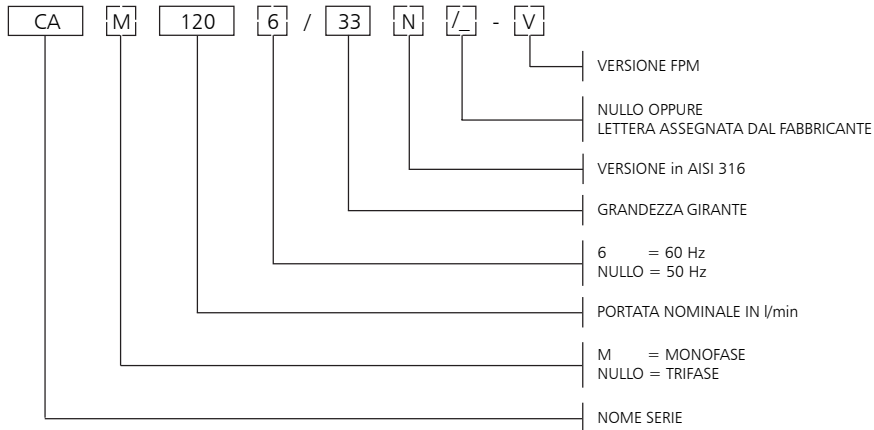 CA M 120 6 / 33 N /_ - V
VERSIONE FPM
NULLO OPPURE
LETTERA ASSEGNATA DAL FABBRICANTE
VERSIONE in AISI 316
GRANDEZZA GIRANTE
6 = 60 Hz
NULLO = 50 Hz
PORTATA NOMINALE IN l/min
M = MONOFASE
NULLO = TRIFASE
NOME SERIE